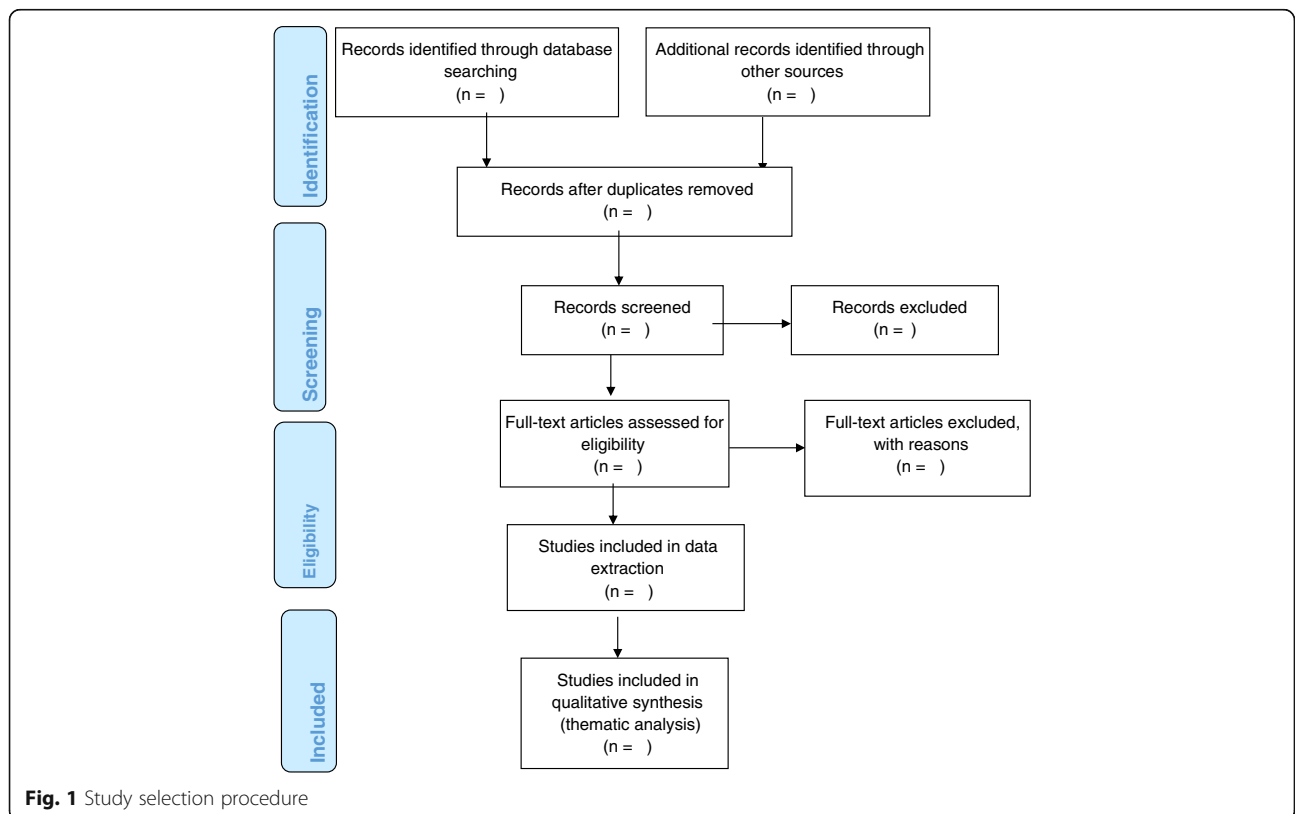 Identification
Records identified through database
searching
(n =   )
Additional records identified through
other sources
(n =   )
Records after duplicates removed
(n =   )
Screening
Records screened
(n =   )
Records excluded
(n =  )
Eligibility
Full-text articles assessed for
eligibility
(n =   )
Full-text articles excluded,
with reasons
(n =   )
Studies included in data
extraction
(n =   )
Included
Studies included in
qualitative synthesis
(thematic analysis)
(n =   )
Fig. 1 Study selection procedure